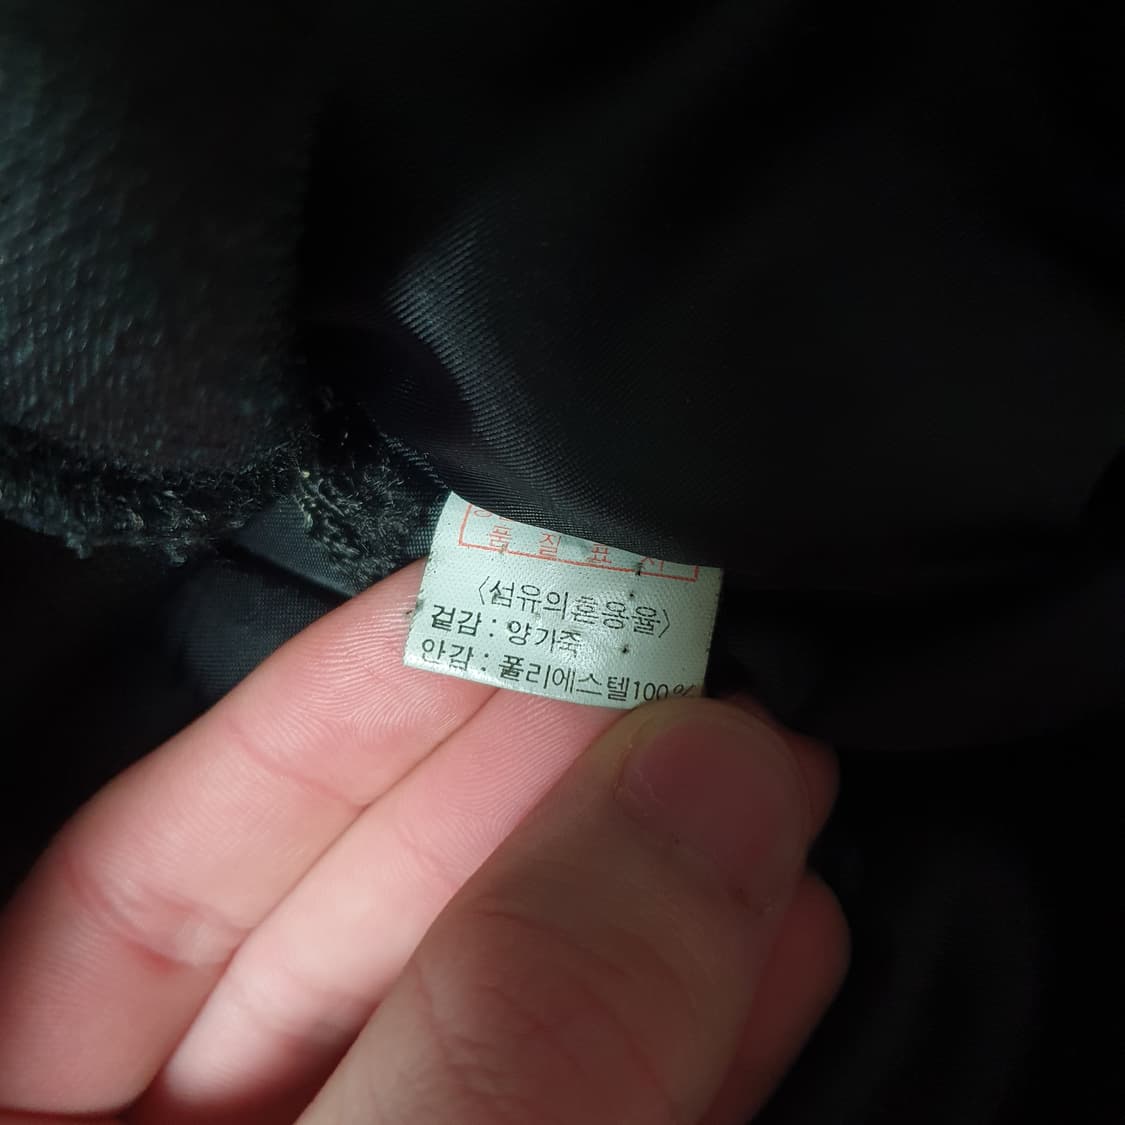 품 질 표 시
〈섬유의혼용율〉
겉감 : 양가죽
안감 : 폴리에스텔100%